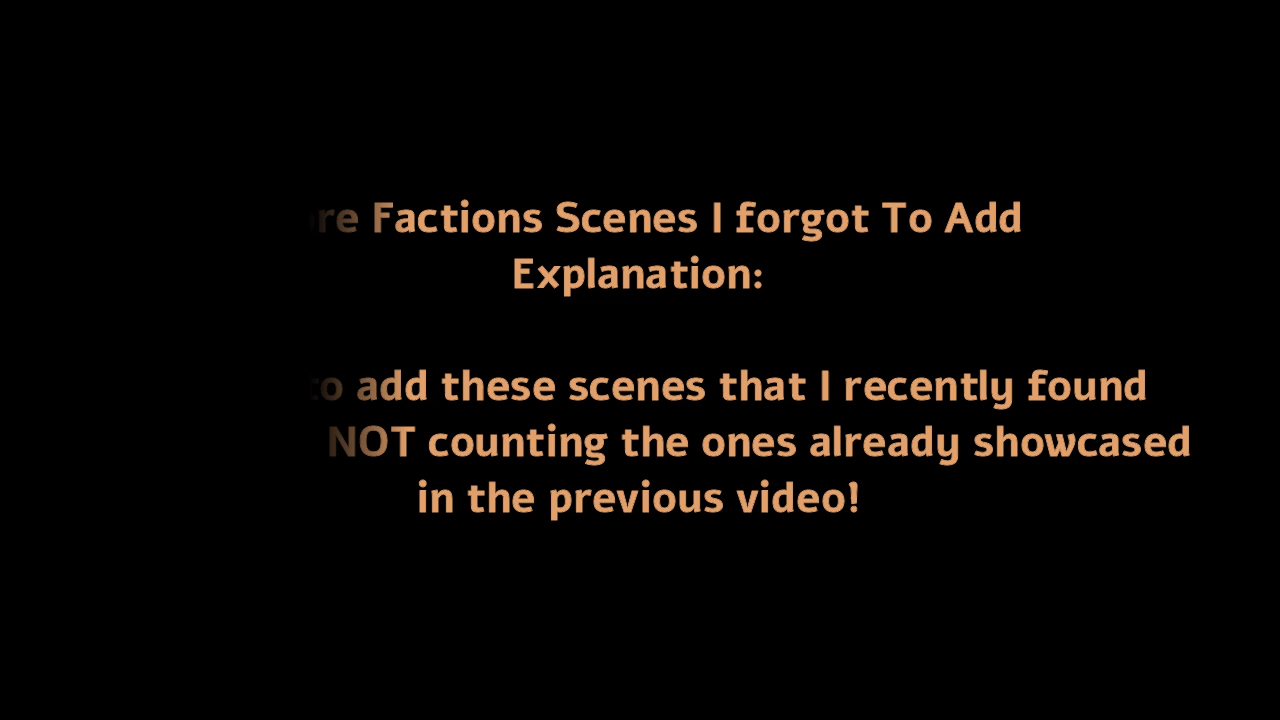 Factions Scenes I forgot To Add
Explanation:
to add these scenes that I recently found
NOT counting the ones already showcased
in the previous video!